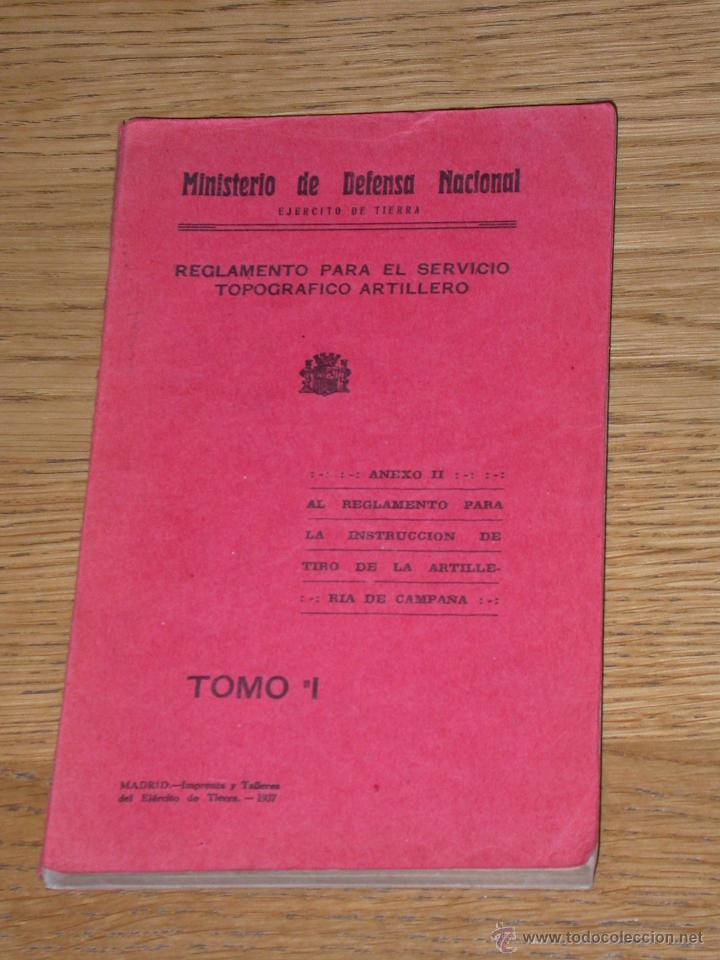 Ministerio de Defensa Nacional
EJERCITO DE TIERRA
REGLAMENTO PARA EL SERVICIO
TOPOGRAFICO ARTILLERO
:-: :-: ANEXO II :-: :-:
AL REGLAMENTO PARA
LA INSTRUCCION DE
TIRO DE LA ARTILLE-
:-: RIA DE CAMPAÑA :-:
TOMO I
MADRID.—Imprenta y Talleres
del Ejército de Tierra. — 1937
www.todocoleccion.net